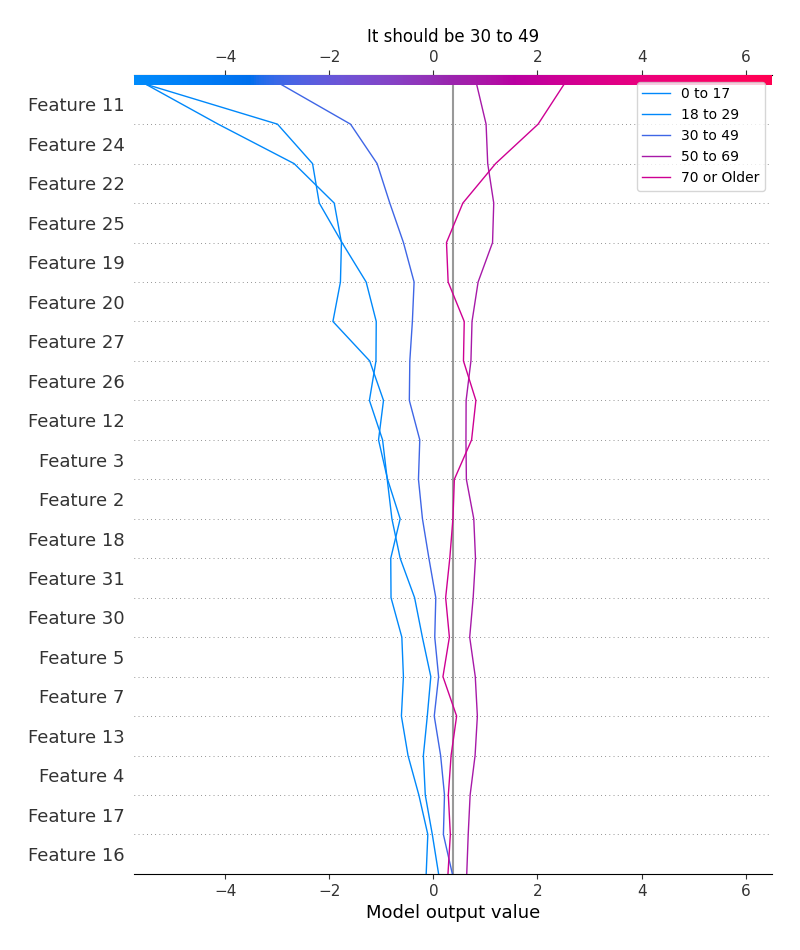 It should be 30 to 49
−4 −2 0 2 4 6
0 to 17
18 to 29
30 to 49
50 to 69
70 or Older
Feature 11
Feature 24
Feature 22
Feature 25
Feature 19
Feature 20
Feature 27
Feature 26
Feature 12
Feature 3
Feature 2
Feature 18
Feature 31
Feature 30
Feature 5
Feature 7
Feature 13
Feature 4
Feature 17
Feature 16
−4 −2 0 2 4 6
Model output value